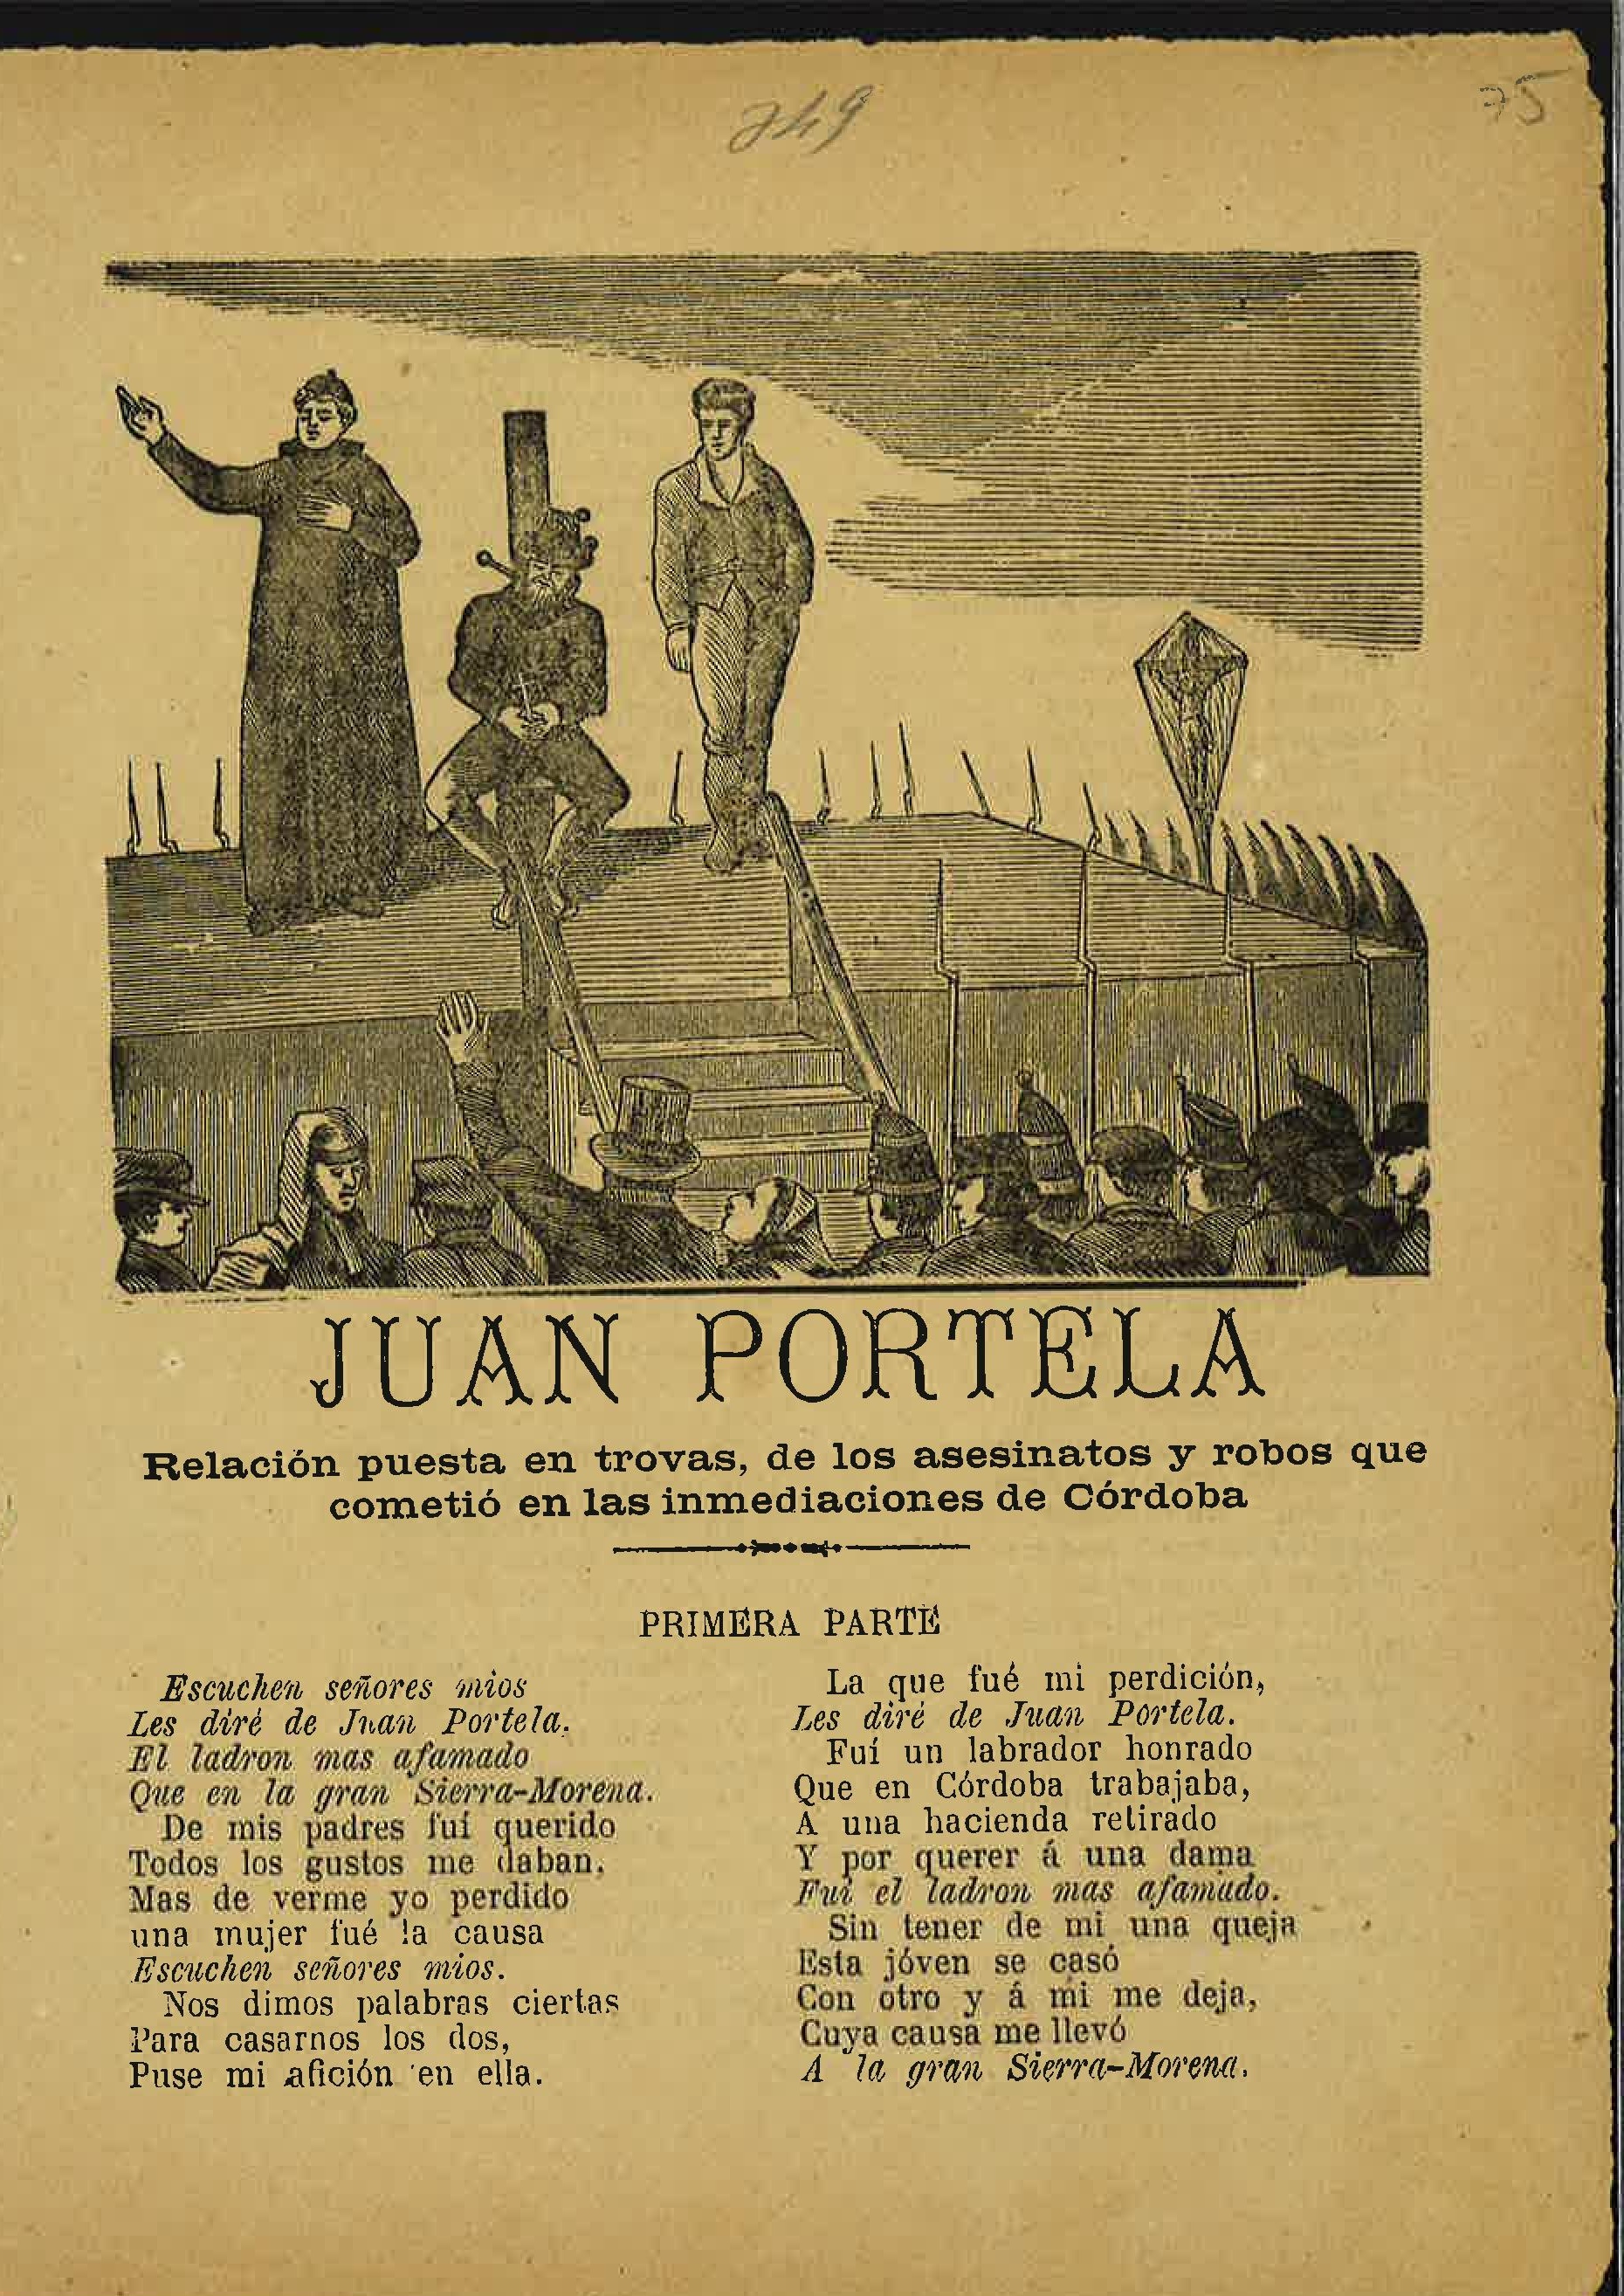 249
75
JUAN PORTELA
Relación puesta en trovas, de los asesinatos y robos que
cometió en las inmediaciones de Córdoba
PRIMERA PARTE
Escuchen señores mios
Les diré de Juan Portela.
El ladron mas afamado
Que en la gran Sierra-Morena.
De mis padres fuí querido
Todos los gustos me daban,
Mas de verme yo perdido
una mujer fué la causa
Escuchen señores mios.
Nos dimos palabras ciertas
Para casarnos los dos,
Puse mi afición en ella.
La que fué mi perdición,
Les diré de Juan Portela.
Fuí un labrador honrado
Que en Córdoba trabajaba,
A una hacienda retirado
Y por querer á una dama
Fuí el ladron mas afamado.
Sin tener de mi una queja
Esta jóven se casó
Con otro y á mi me deja,
Cuya causa me llevó
A la gran Sierra-Morena.